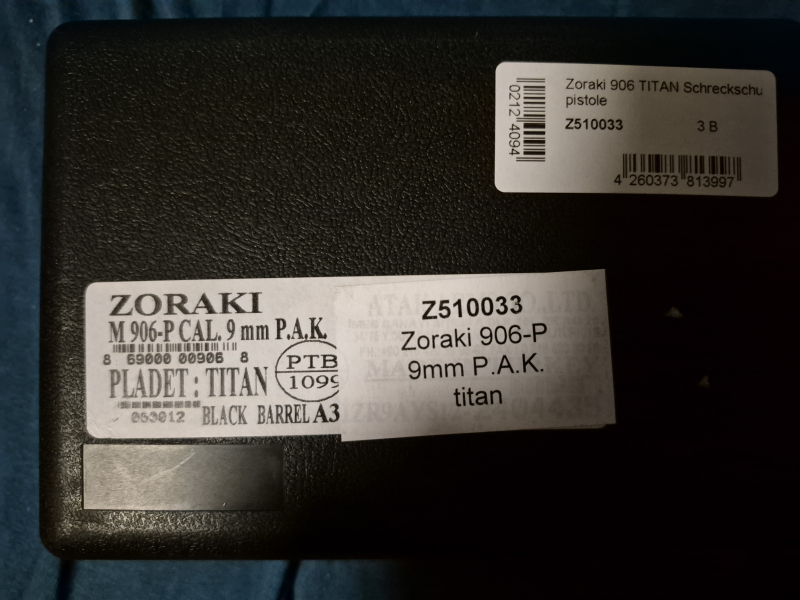 Zoraki 906 TITAN Schreckschu
pistole
Z510033 3 B
0212 4094
4 260373 813997
ZORAKI
M 906-P CAL. 9 mm P.A.K.
8 69000 00906 8
PTB
1099
PLADET : TITAN
053012 BLACK BARREL A3
Z510033
Zoraki 906-P
9mm P.A.K.
titan